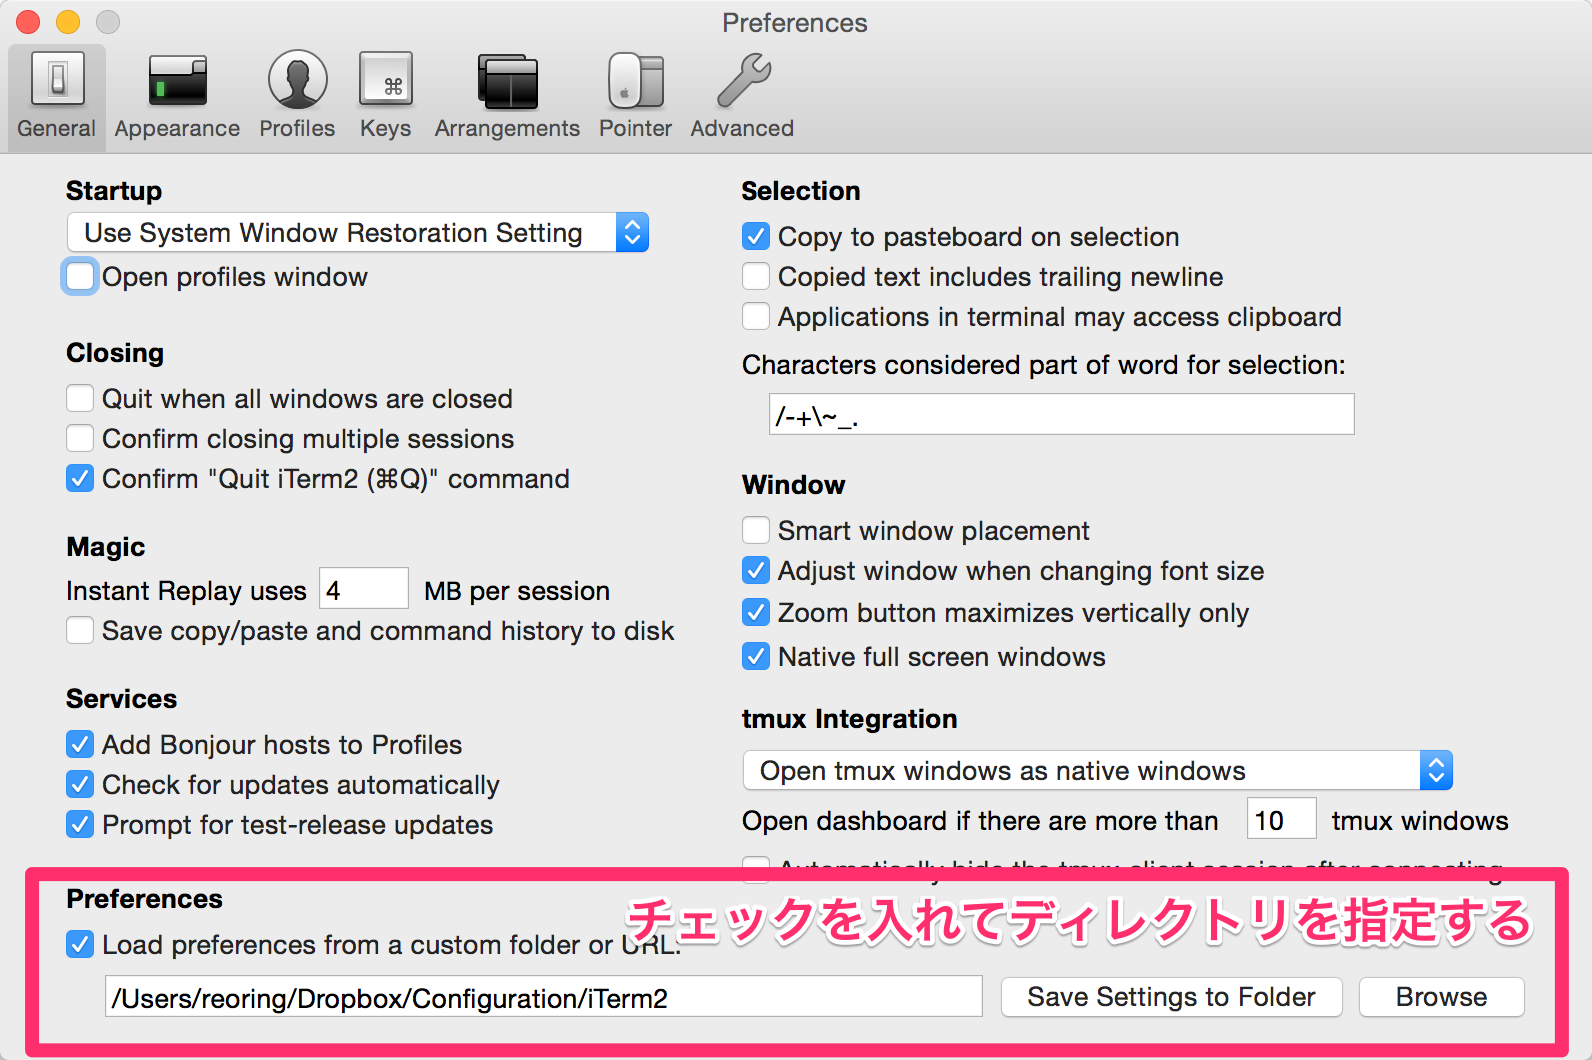 Preferences
General
Appearance
Profiles
Keys
Arrangements
Pointer
Advanced
Startup
Use System Window Restoration Setting
Open profiles window
Closing
Quit when all windows are closed
Confirm closing multiple sessions
Confirm "Quit iTerm2 (⌘Q)" command
Magic
Instant Replay uses 4 MB per session
Save copy/paste and command history to disk
Services
Add Bonjour hosts to Profiles
Check for updates automatically
Prompt for test-release updates
Selection
Copy to pasteboard on selection
Copied text includes trailing newline
Applications in terminal may access clipboard
Characters considered part of word for selection:
/-+\~_.
Window
Smart window placement
Adjust window when changing font size
Zoom button maximizes vertically only
Native full screen windows
tmux Integration
Open tmux windows as native windows
Open dashboard if there are more than 10 tmux windows
Automatically hide the tmux client session after connecting
Preferences
チェックを入れてディレクトリを指定する
Load preferences from a custom folder or URL:
/Users/reoring/Dropbox/Configuration/iTerm2
Save Settings to Folder
Browse